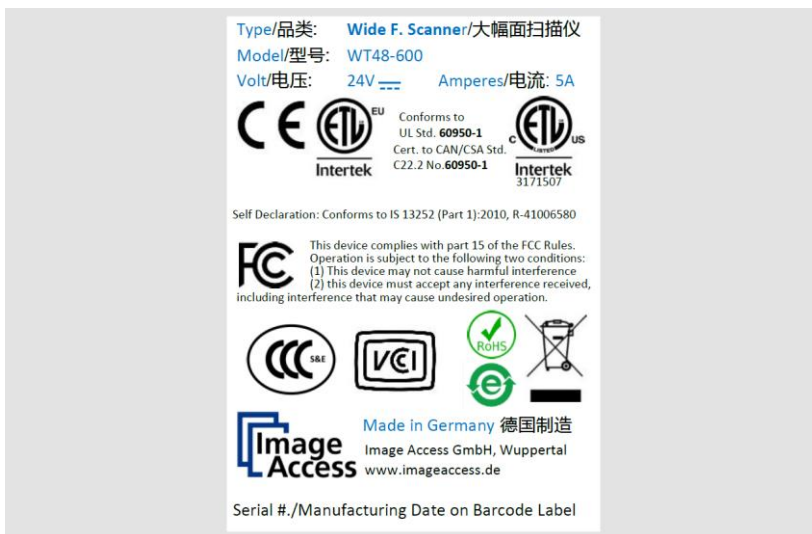 Type/品类: Wide F. Scanner/大幅面扫描仪
Model/型号: WT48-600
Volt/电压: 24V Amperes/电流: 5A
CE
ETL EU
Intertek
Conforms to
UL Std. 60950-1
Cert. to CAN/CSA Std.
C22.2 No.60950-1
C ETL LISTED US
Intertek
3171507
Self Declaration: Conforms to IS 13252 (Part 1):2010, R-41006580
FC
This device complies with part 15 of the FCC Rules.
Operation is subject to the following two conditions:
(1) This device may not cause harmful interference
(2) this device must accept any interference received,
including interference that may cause undesired operation.
CCC S&E
VCCI
RoHS
e
Made in Germany 德国制造
Image Access
Image Access GmbH, Wuppertal
www.imageaccess.de
Serial #./Manufacturing Date on Barcode Label